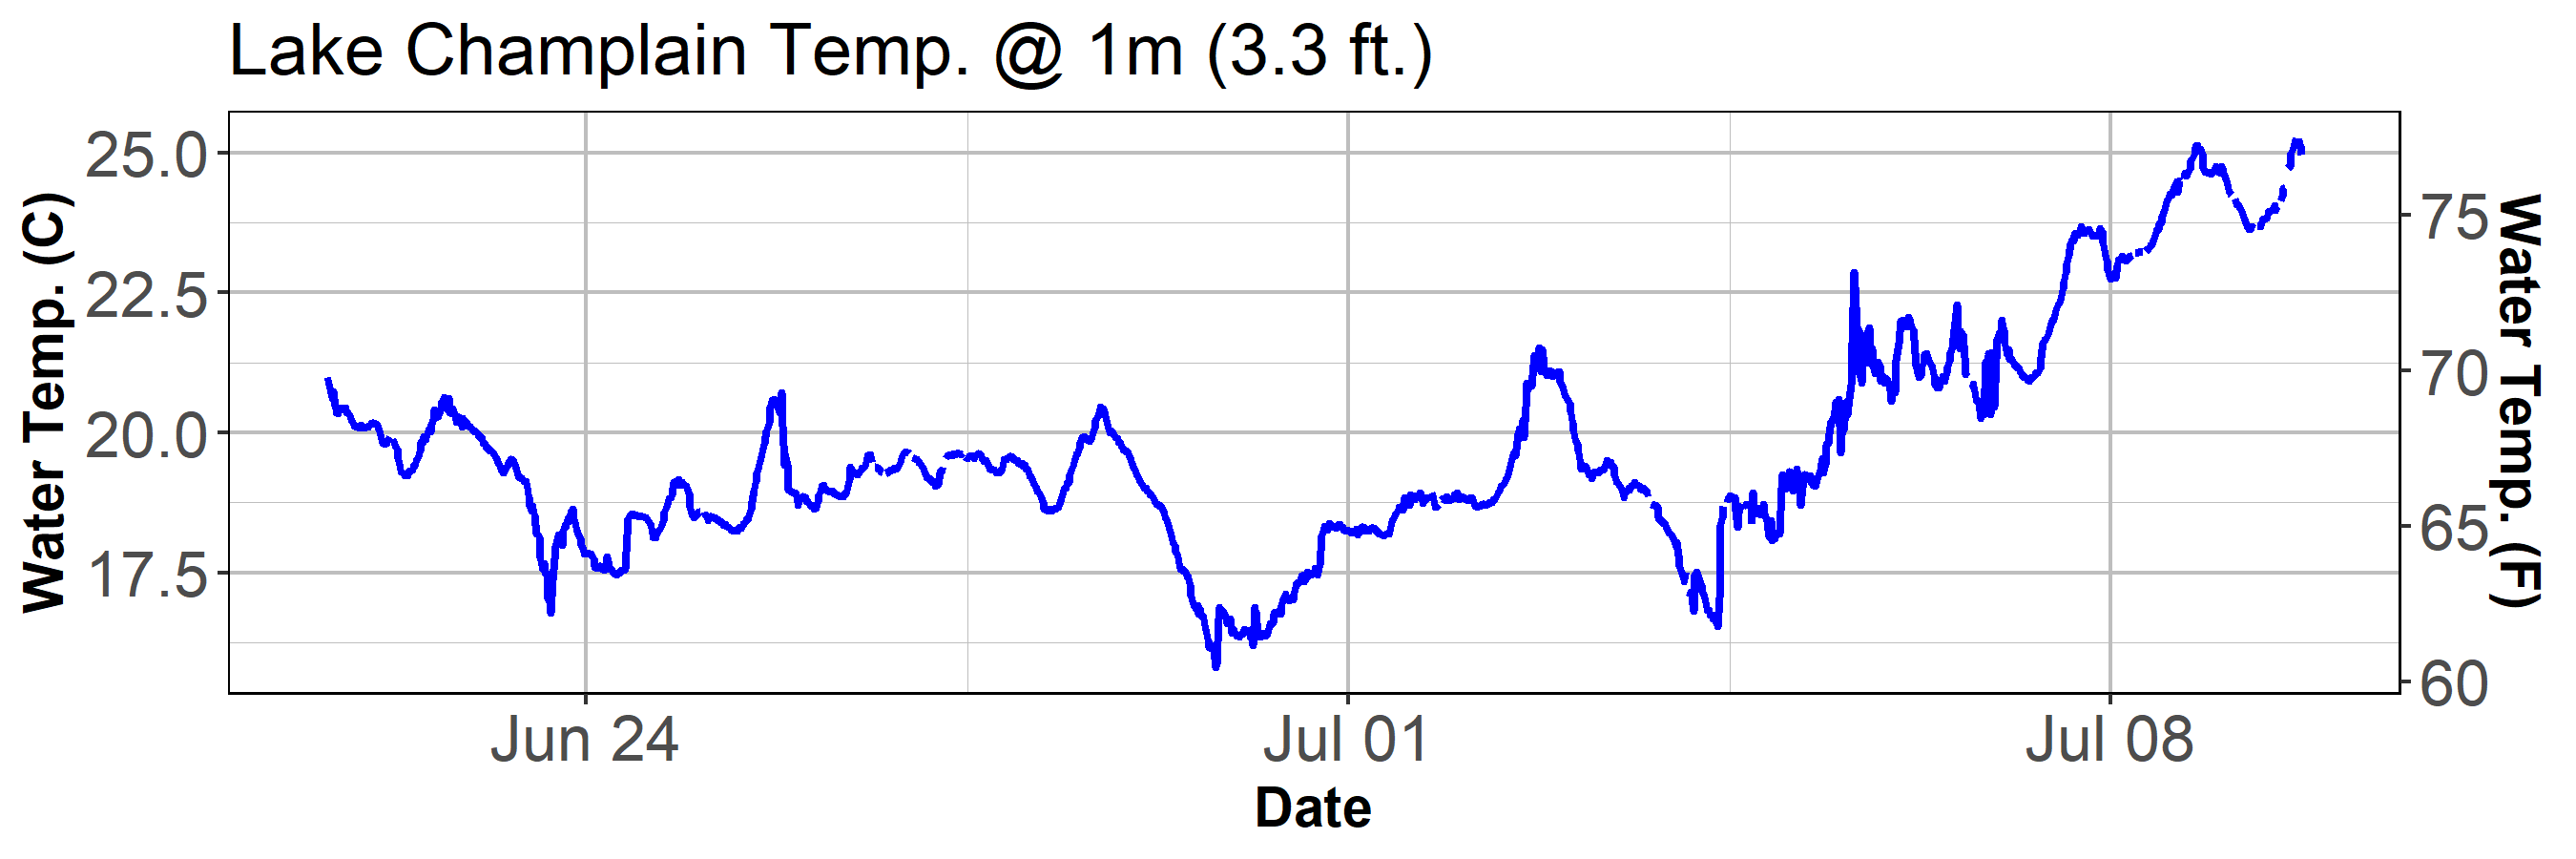 Lake Champlain Temp. @ 1m (3.3 ft.)
Water Temp. (C)
25.0
22.5
20.0
17.5
75
70
65
60
Water Temp. (F)
Jun 24
Jul 01
Jul 08
Date